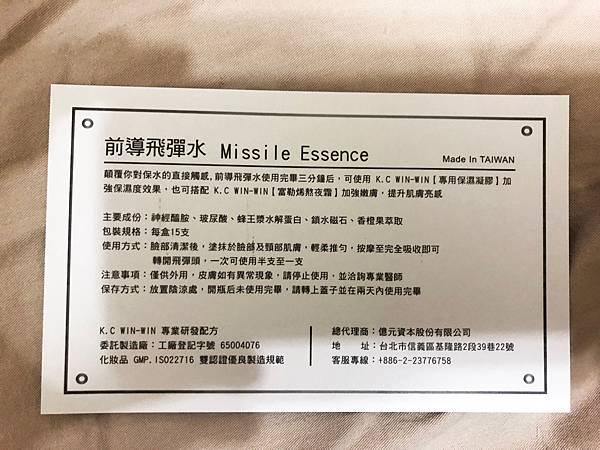 前導飛彈水 Missile Essence
Made In TAIWAN
顛覆你對保水的直接觸感,前導飛彈水使用完畢三分鐘后,可使用 K.C WIN-WIN【專用保濕凝膠】加
強保濕度效果,也可搭配 K.C WIN-WIN【富勒烯熬夜霜】加強嫩膚,提升肌膚亮感
主要成份:神經醯胺、玻尿酸、蜂王漿水解蛋白、鎖水磁石、香橙果萃取
包裝規格:每盒15支
使用方式:臉部清潔後,塗抹於臉部及頸部肌膚,輕柔推勻,按摩至完全吸收即可
轉開飛彈頭,一次可使用半支至一支
注意事項:僅供外用,皮膚如有異常現象,請停止使用,並洽詢專業醫師
保存方式:放置陰涼處,開瓶后未使用完畢,請轉上蓋子並在兩天內使用完畢
K.C WIN-WIN 專業研發配方
委託製造廠:工廠登記字號 65004076
化妝品 GMP.ISO22716 雙認證優良製造規範
總代理商:億元資本股份有限公司
地 址:台北市信義區基隆路2段39巷22號
客服專線:+886-2-23776758